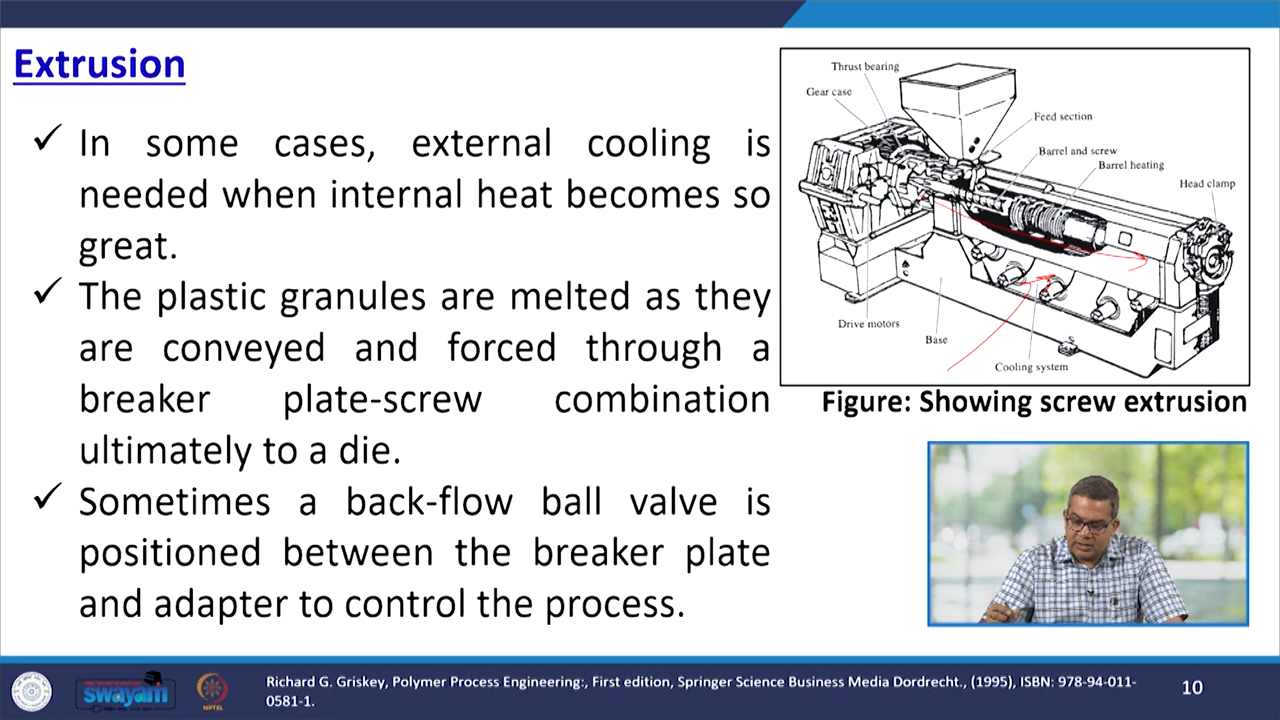 Extrusion
✓ In some cases, external cooling is
needed when internal heat becomes so
great.
✓ The plastic granules are melted as they
are conveyed and forced through a
breaker plate-screw combination
ultimately to a die.
✓ Sometimes a back-flow ball valve is
positioned between the breaker plate
and adapter to control the process.
Thrust bearing
Gear case
Feed section
Barrel and screw
Barrel heating
Head clamp
Drive motors
Base
Cooling system
Figure: Showing screw extrusion
swayam
NPTEL
Richard G. Griskey, Polymer Process Engineering:, First edition, Springer Science Business Media Dordrecht., (1995), ISBN: 978-94-011-
0581-1.
10